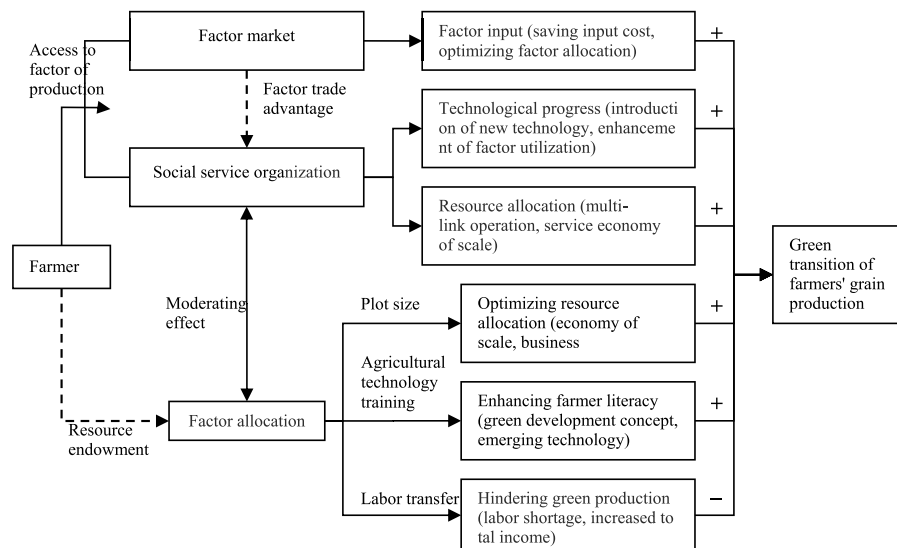 Factor market
Factor input (saving input cost,
optimizing factor allocation)
+
Access to
factor of
production
Factor trade
advantage
Technological progress (introducti
on of new technology, enhanceme
nt of factor utilization)
+
Social service organization
Resource allocation (multi-
link operation, service economy
of scale)
+
Farmer
Green
transition of
farmers' grain
production
Moderating
effect
Plot size
Optimizing resource
allocation (economy of
scale, business
+
Agricultural
technology
training
Enhancing farmer literacy
(green development concept,
emerging technology)
+
Factor allocation
Resource
endowment
Labor transfer
Hindering green production
(labor shortage, increased to
tal income)
−